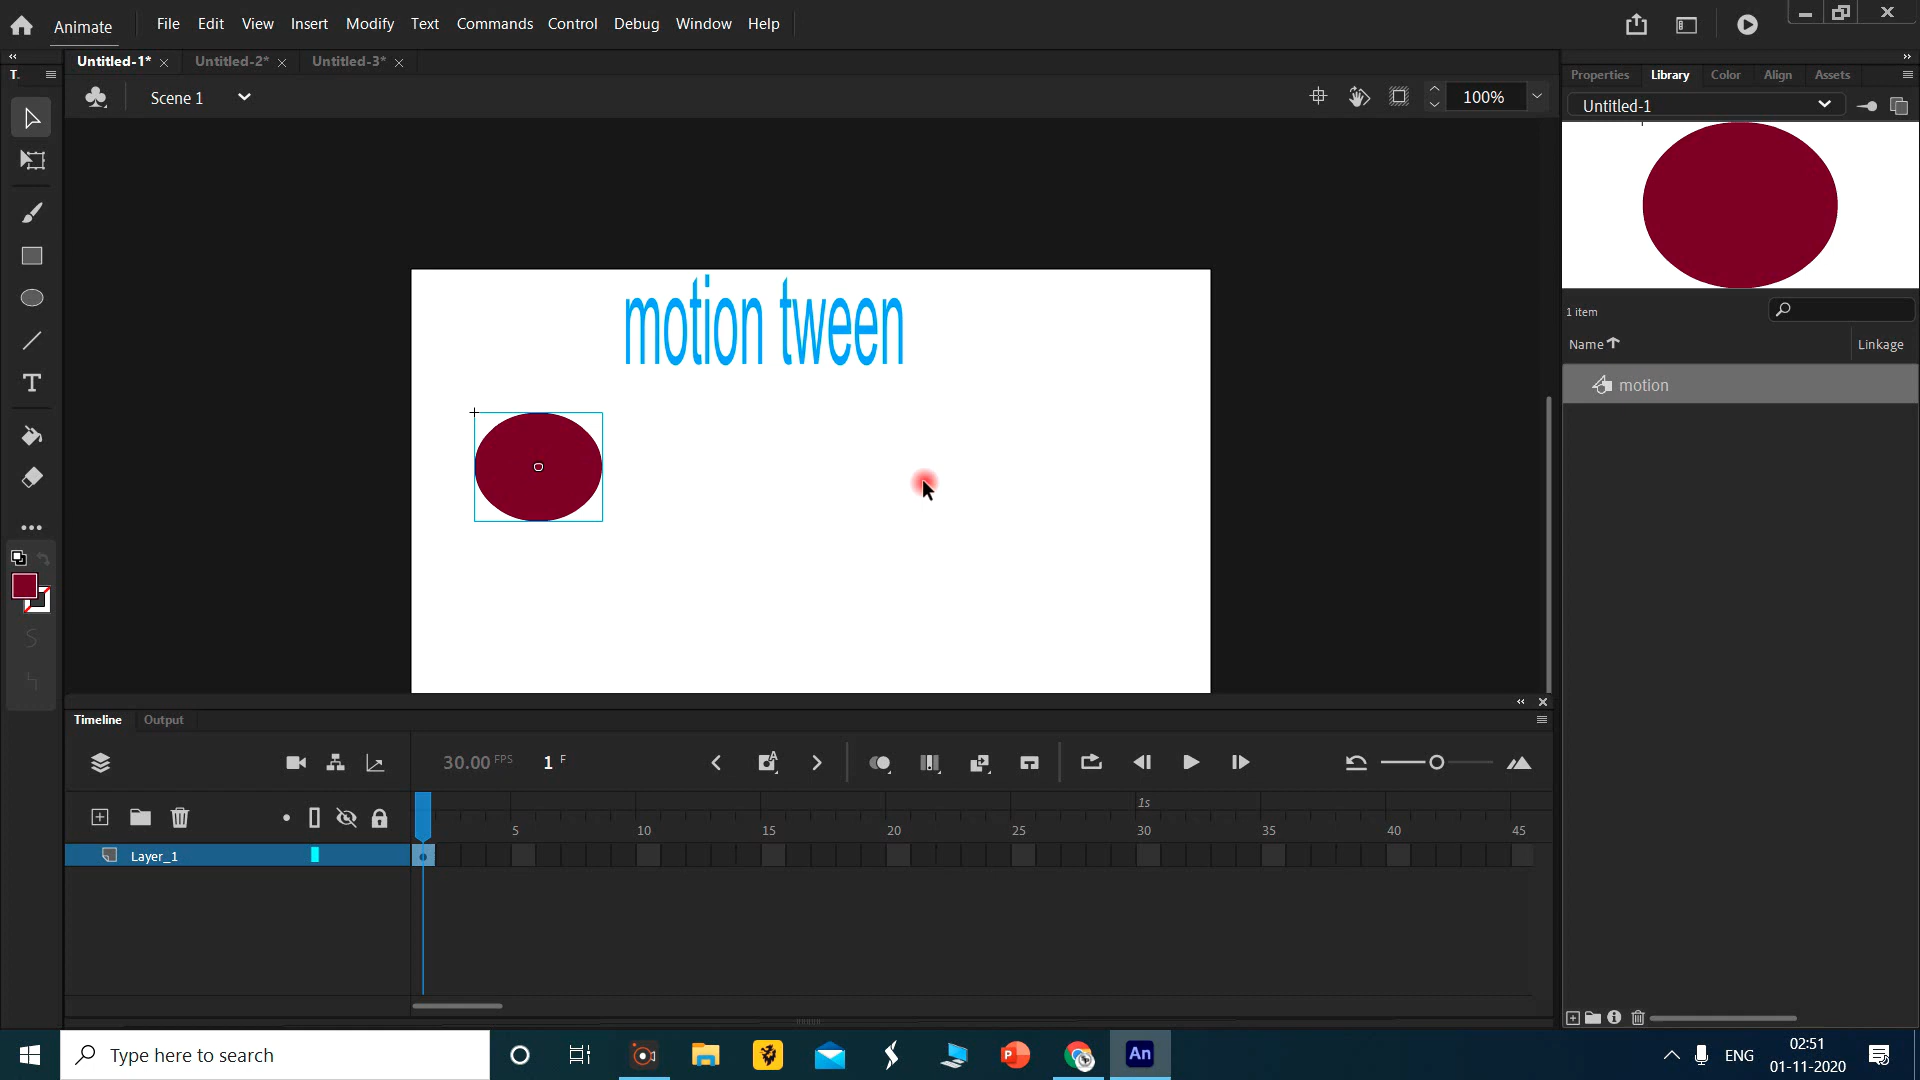 Animate
File Edit View Insert Modify Text Commands Control Debug Window Help
Untitled-1*
Untitled-2*
Untitled-3*
T.
Scene 1
100%
Properties Library Color Align Assets
Untitled-1
1 item
Name
Linkage
motion
motion tween
Timeline Output
30.00 FPS
1 F
1s
5 10 15 20 25 30 35 40 45
Layer_1
Type here to search
An
ENG
02:51
01-11-2020